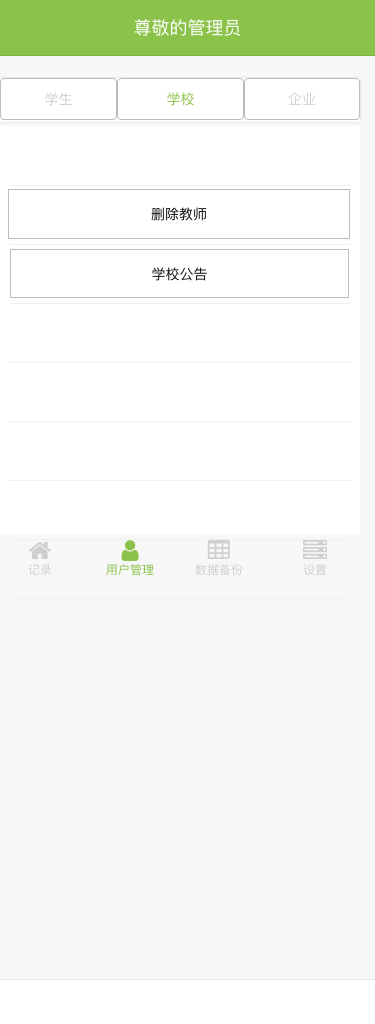 尊敬的管理员
学生 学校 企业
删除教师
学校公告
记录 用户管理 数据备份 设置